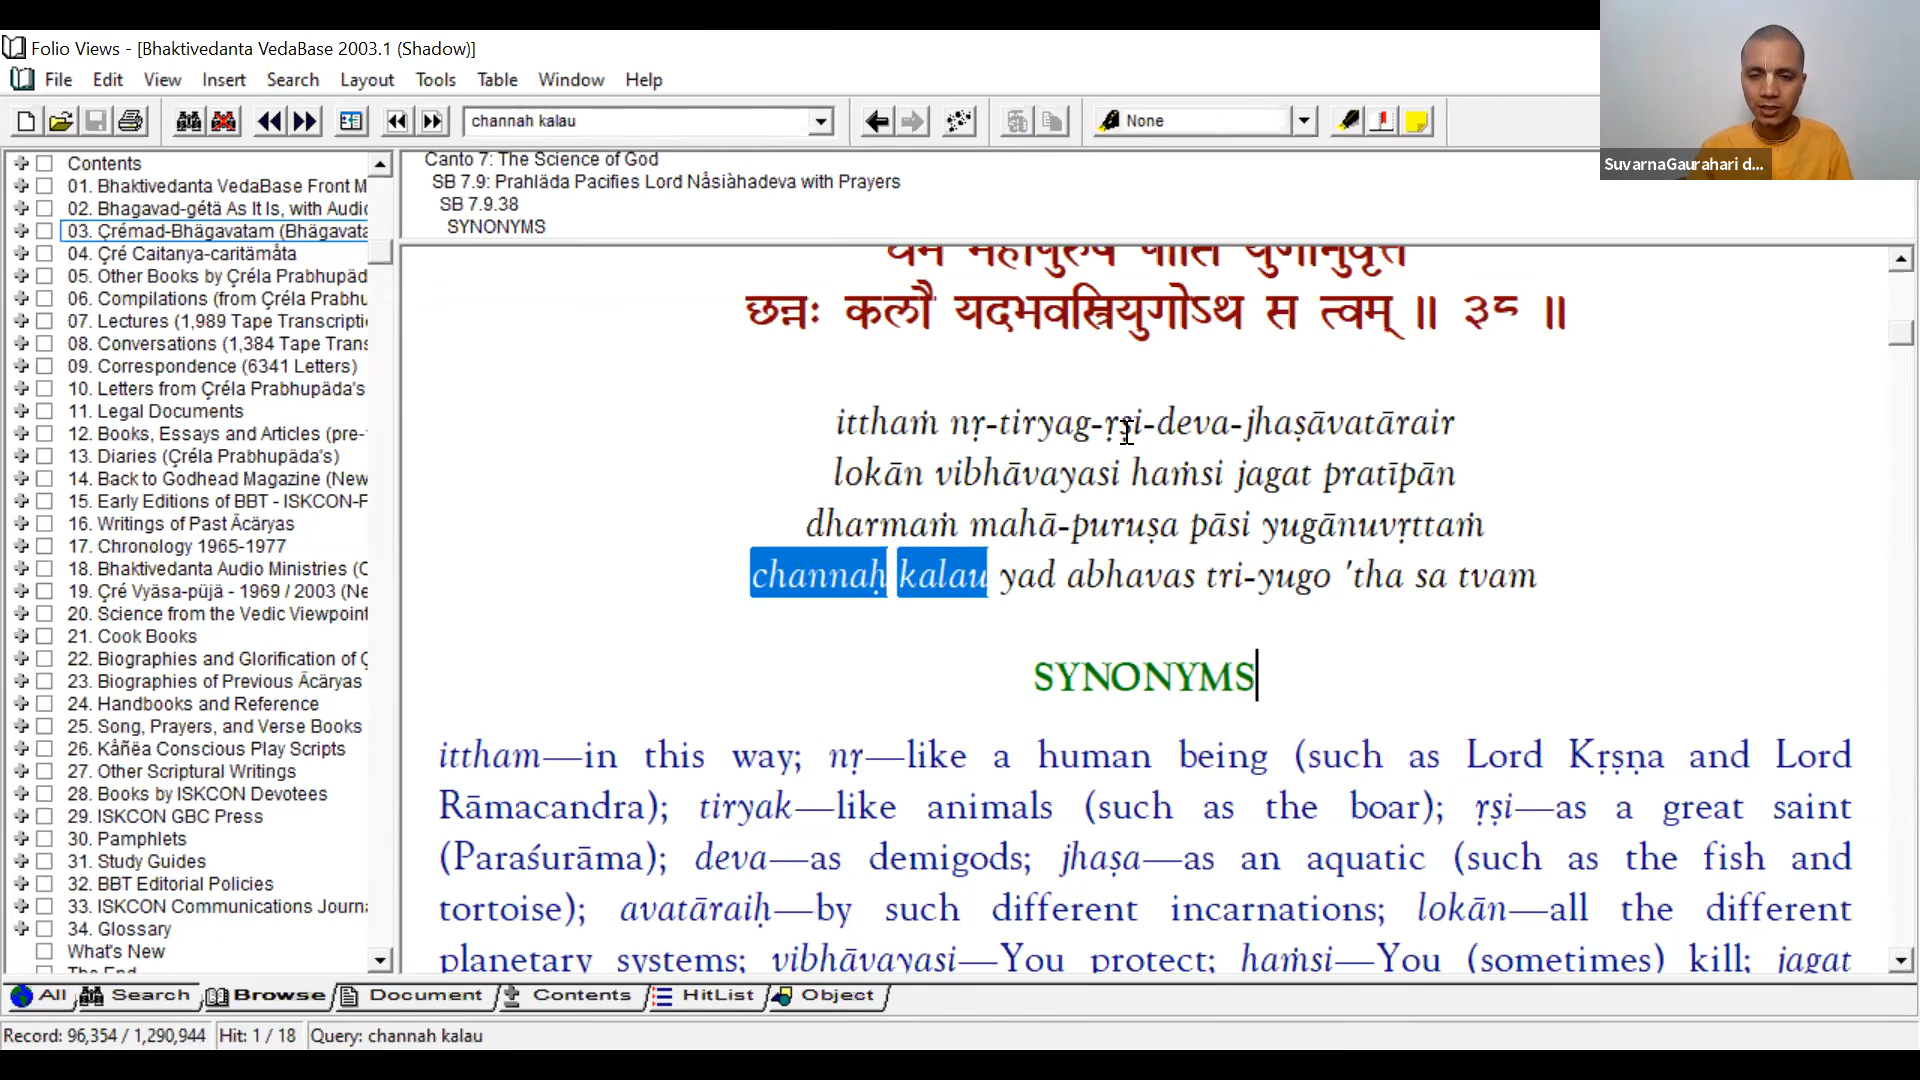 Folio Views - [Bhaktivedanta VedaBase 2003.1 (Shadow)]
File Edit View Insert Search Layout Tools Table Window Help
channah kalau
None
SuvarnaGaurahari d...
Contents
01. Bhaktivedanta VedaBase Front M
02. Bhagavad-gétä As It Is, with Audio
03. Çrémad-Bhägavatam (Bhägavata
04. Çré Caitanya-caritämåta
05. Other Books by Çréla Prabhupäd
06. Compilations (from Çréla Prabhu
07. Lectures (1,989 Tape Transcripti
08. Conversations (1,384 Tape Trans
09. Correspondence (6341 Letters)
10. Letters from Çréla Prabhupäda's
11. Legal Documents
12. Books, Essays and Articles (pre-
13. Diaries (Çréla Prabhupäda's)
14. Back to Godhead Magazine (New
15. Early Editions of BBT - ISKCON-F
16. Writings of Past Äcäryas
17. Chronology 1965-1977
18. Bhaktivedanta Audio Ministries (C
19. Çré Vyäsa-püjä - 1969 / 2003 (Ne
20. Science from the Vedic Viewpoint
21. Cook Books
22. Biographies and Glorification of Ç
23. Biographies of Previous Äcäryas
24. Handbooks and Reference
25. Song, Prayers, and Verse Books
26. Kåñëa Conscious Play Scripts
27. Other Scriptural Writings
28. Books by ISKCON Devotees
29. ISKCON GBC Press
30. Pamphlets
31. Study Guides
32. BBT Editorial Policies
33. ISKCON Communications Journa
34. Glossary
What's New
The End
Canto 7: The Science of God
SB 7.9: Prahläda Pacifies Lord Nåsiàhadeva with Prayers
SB 7.9.38
SYNONYMS
धर्मं महापुरुष पासि युगानुवृत्तं
छन्नः कलौ यदभवस्त्रियुगोऽथ स त्वम् ॥ ३८ ॥
itthaṁ nṛ-tiryag-ṛṣi-deva-jhaṣāvatārair
lokān vibhāvayasi haṁsi jagat pratīpān
dharmaṁ mahā-puruṣa pāsi yugānuvṛttaṁ
channaḥ kalau yad abhavas tri-yugo 'tha sa tvam
SYNONYMS
ittham—in this way; nṛ—like a human being (such as Lord Kṛṣṇa and Lord
Rāmacandra); tiryak—like animals (such as the boar); ṛṣi—as a great saint
(Paraśurāma); deva—as demigods; jhaṣa—as an aquatic (such as the fish and
tortoise); avatāraiḥ—by such different incarnations; lokān—all the different
planetary systems; vibhāvayasi—You protect; haṁsi—You (sometimes) kill; jagat
All Search Browse Document Contents HitList Object
Record: 96,354 / 1,290,944 Hit: 1 / 18 Query: channah kalau